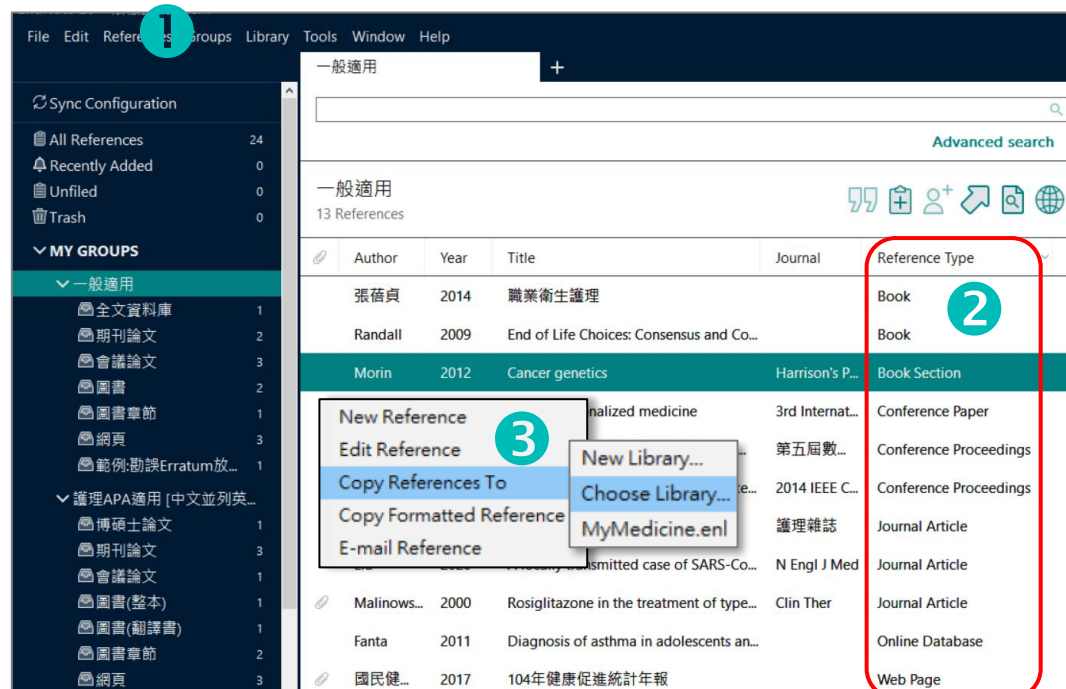 1
File Edit Refere Groups Library Tools Window Help
一般適用 +
Sync Configuration
All References 24
Recently Added 0
Unfiled 0
Trash 0
MY GROUPS
一般適用
全文資料庫 1
期刊論文 2
會議論文 3
圖書 2
圖書章節 1
網頁 3
範例:勘誤Erratum放... 1
護理APA適用 [中文並列英...
博碩士論文 1
期刊論文 3
會議論文 1
圖書(整本) 1
圖書(翻譯書) 1
圖書章節 2
網頁 3
Advanced search
一般適用
13 References
Author Year Title Journal Reference Type
張蓓貞 2014 職業衛生護理 Book
2
Randall 2009 End of Life Choices: Consensus and Co... Book
Morin 2012 Cancer genetics Harrison's P... Book Section
nalized medicine 3rd Internat... Conference Paper
第五屆數... Conference Proceedings
2014 IEEE C... Conference Proceedings
護理雜誌 Journal Article
nsmitted case of SARS-Co... N Engl J Med Journal Article
Malinows... 2000 Rosiglitazone in the treatment of type... Clin Ther Journal Article
Fanta 2011 Diagnosis of asthma in adolescents an... Online Database
國民健... 2017 104年健康促進統計年報 Web Page
New Reference
3
Edit Reference
Copy References To
Copy Formatted Reference
E-mail Reference
New Library...
Choose Library...
MyMedicine.enl